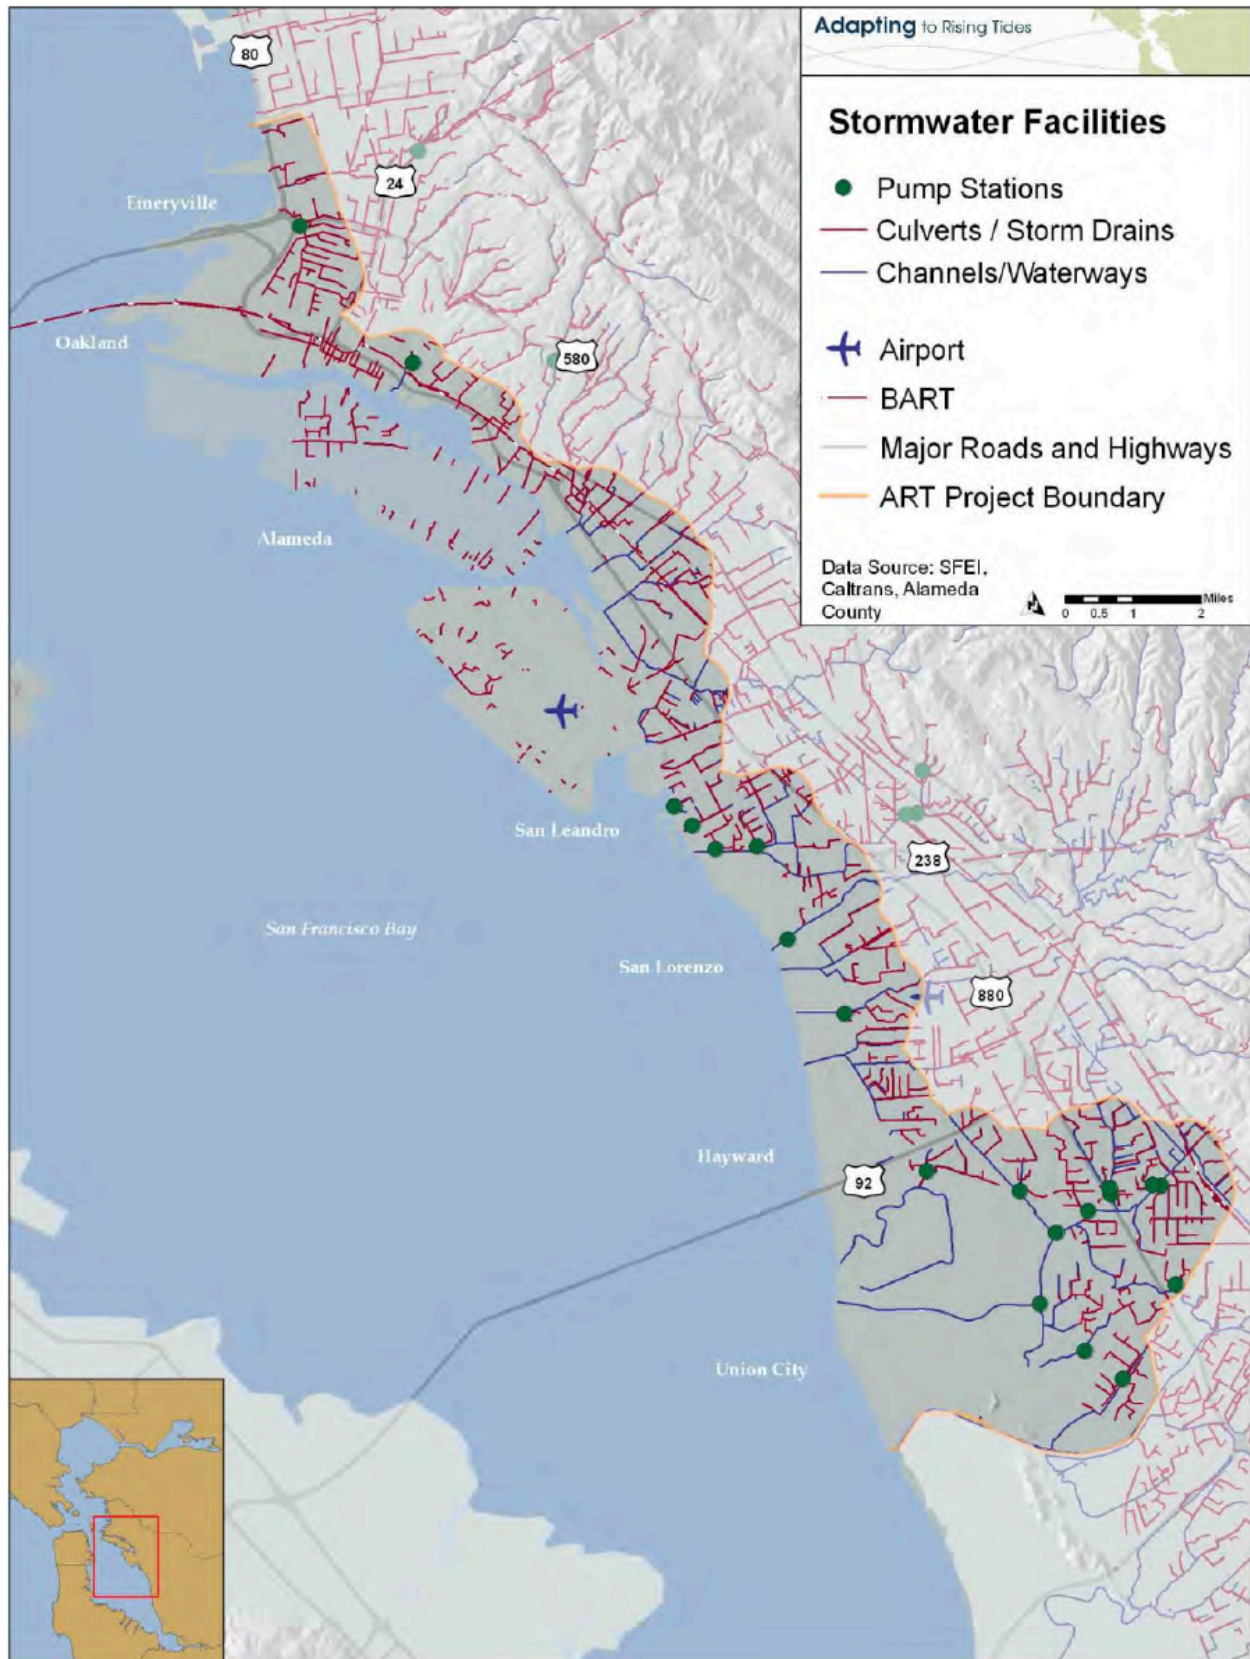 Adapting to Rising Tides
Stormwater Facilities
Pump Stations
Culverts / Storm Drains
Channels/Waterways
Airport
BART
Major Roads and Highways
ART Project Boundary
Data Source: SFEI,
Caltrans, Alameda
County
N
Miles
0 0.5 1 2
80
24
Emeryville
Oakland
580
Alameda
San Leandro
238
San Francisco Bay
San Lorenzo
880
Hayward
92
Union City